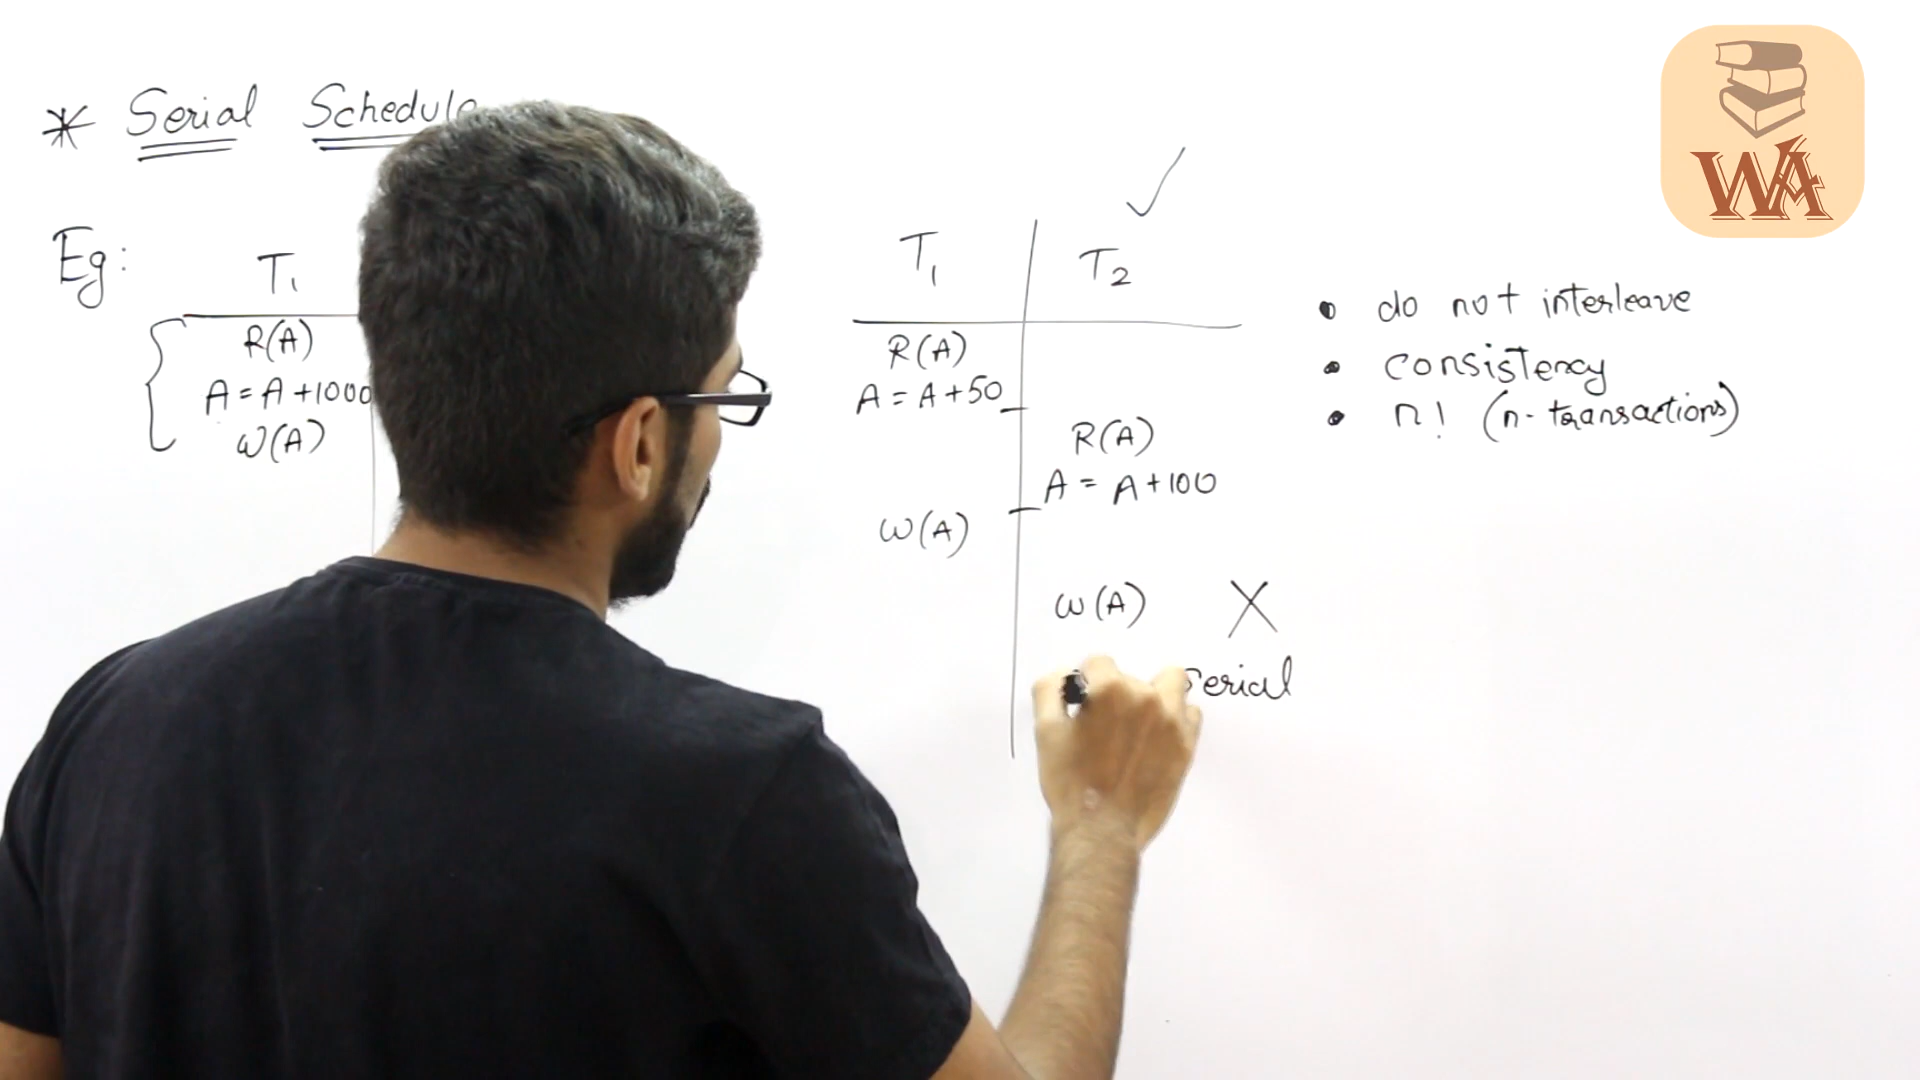 * Serial Schedule
Eg:
T1
R(A)
A = A +1000
W(A)
T1 T2
R(A)
A = A +50
R(A)
A = A +100
W(A)
W(A)
serial
• do not interleave
• consistency
• n! (n- transactions)
WA